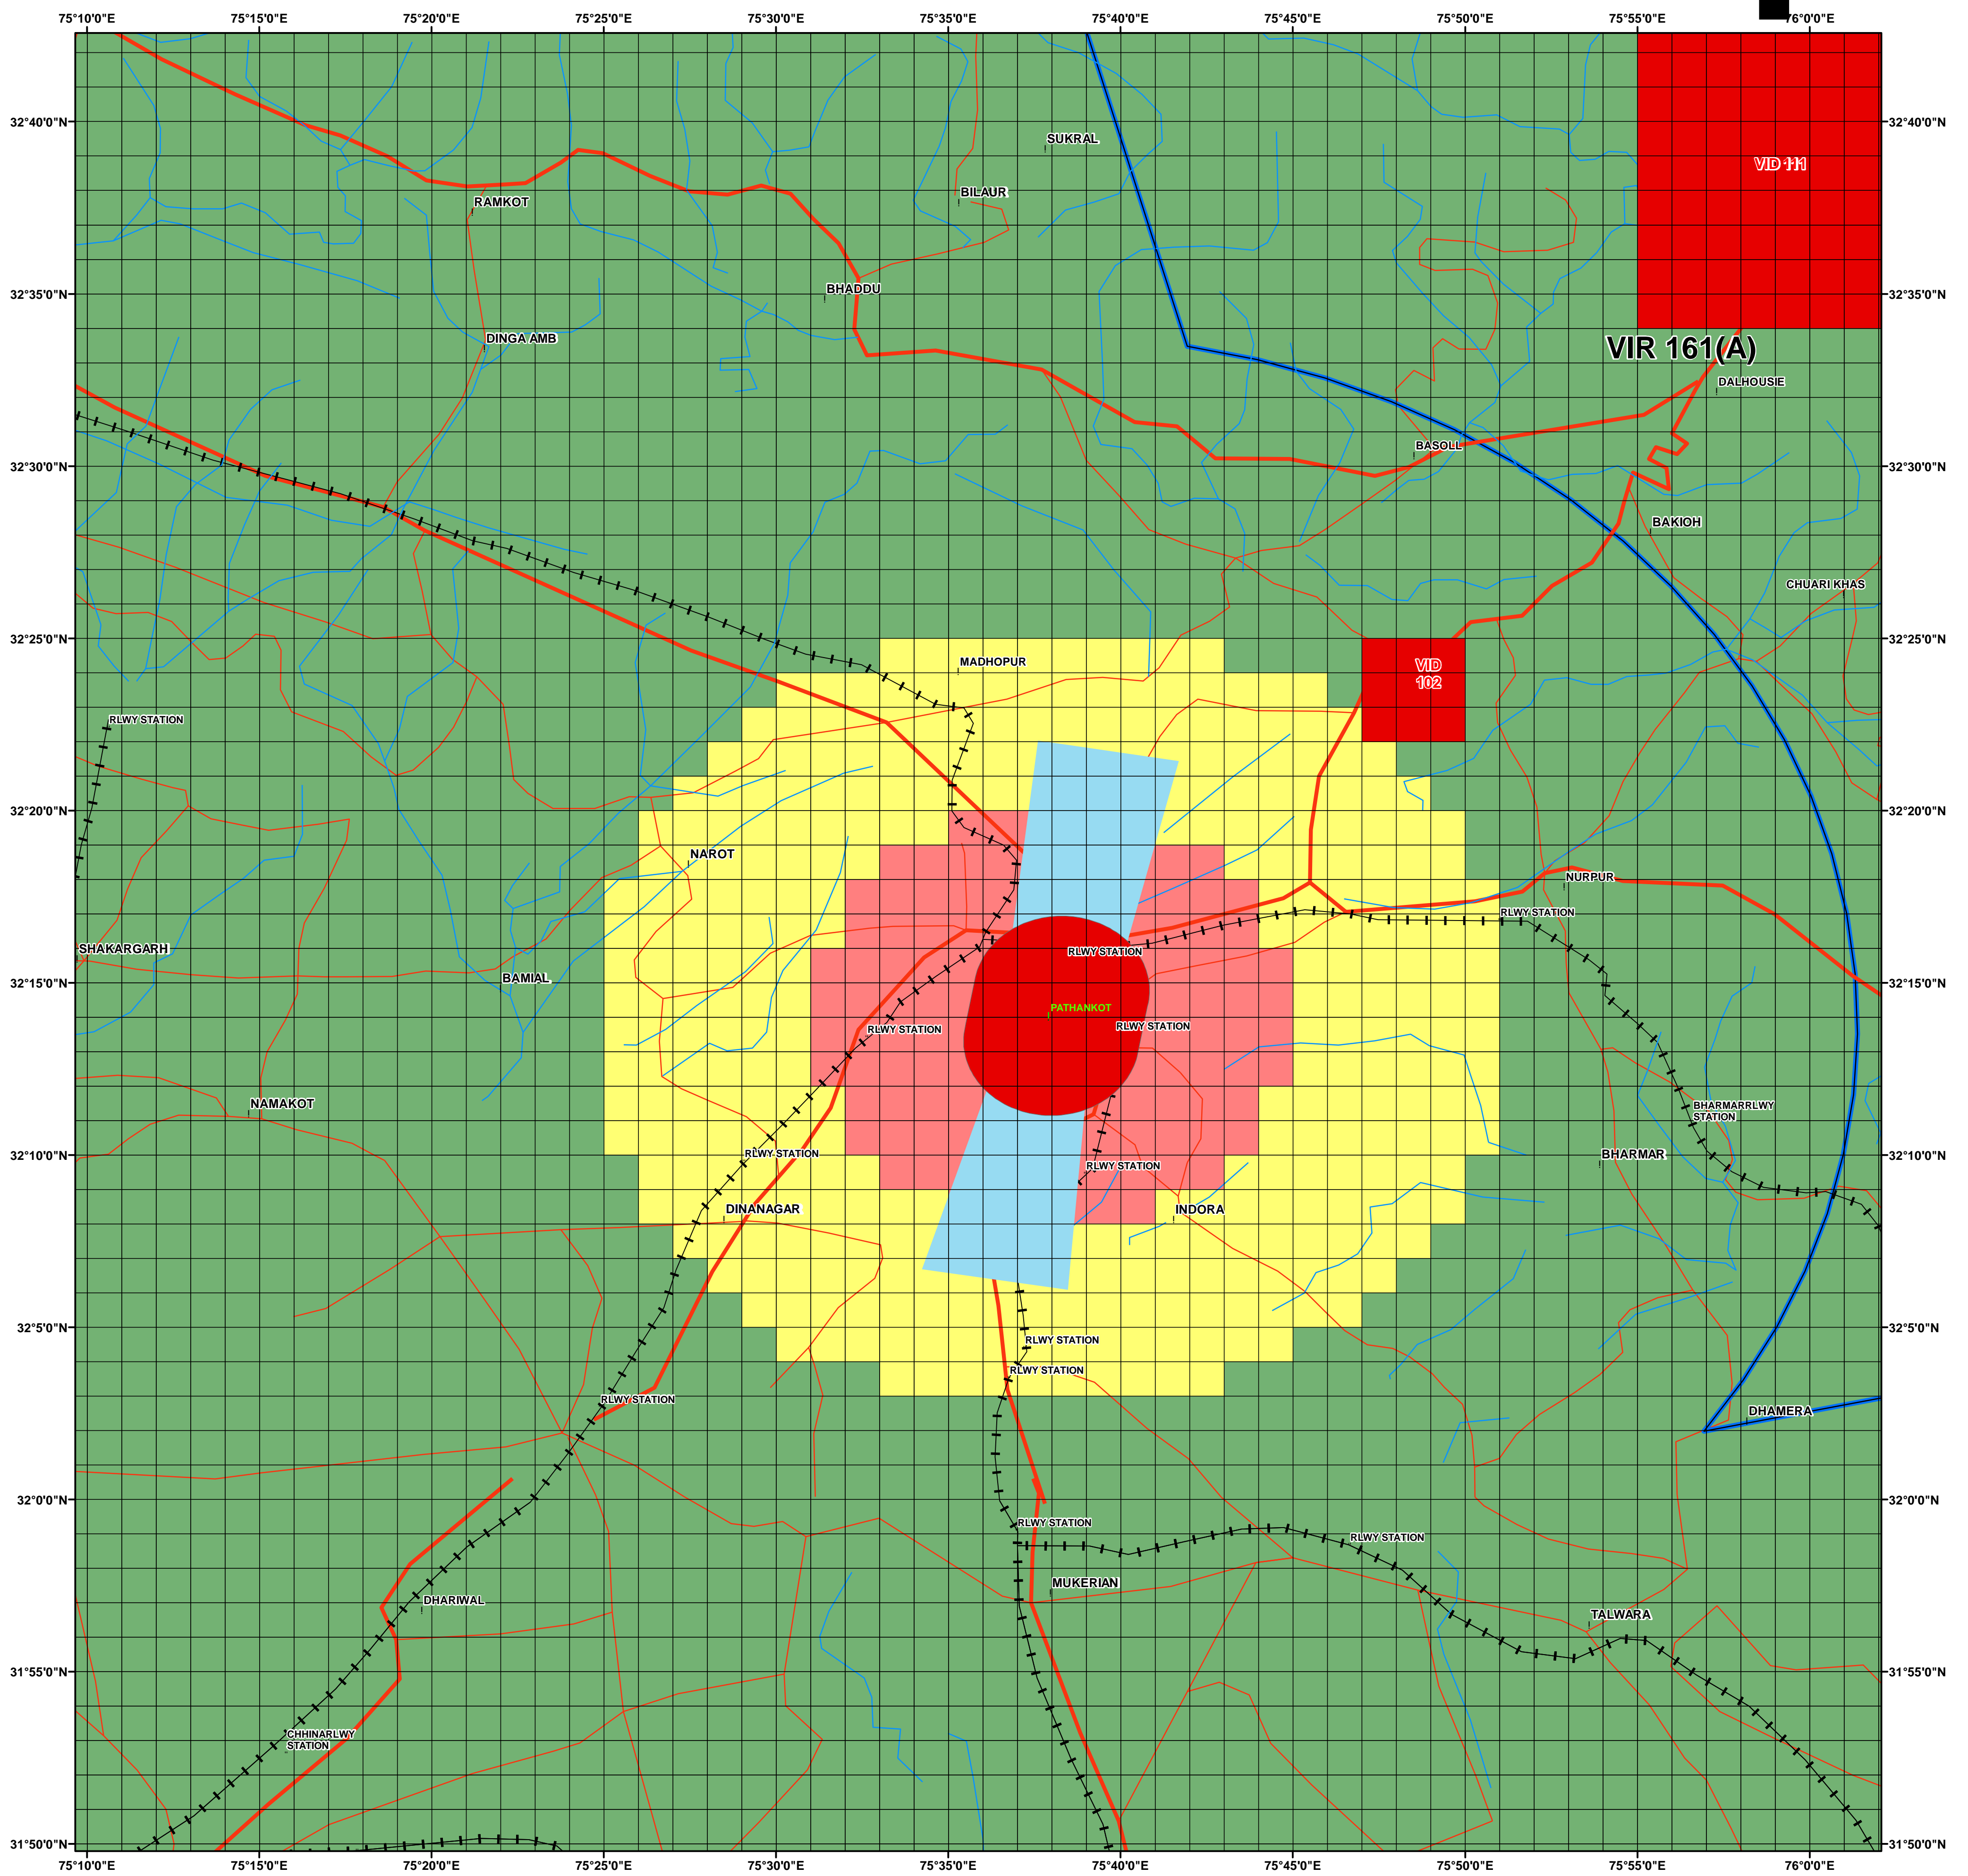 75°10'0"E 75°15'0"E 75°20'0"E 75°25'0"E 75°30'0"E 75°35'0"E 75°40'0"E 75°45'0"E 75°50'0"E 75°55'0"E 76°0'0"E
32°40'0"N 32°40'0"N
SUKRAL
VID 111
BILAUR
RAMKOT
BHADDU
32°35'0"N 32°35'0"N
DINGA AMB
VIR 161(A)
DALHOUSIE
BASOLL
32°30'0"N 32°30'0"N
BAKIOH
CHUARI KHAS
32°25'0"N 32°25'0"N
MADHOPUR
VID
102
RLWY STATION
32°20'0"N 32°20'0"N
NAROT
NURPUR
RLWY STATION
SHAKARGARH
RLWY STATION
BAMIAL
32°15'0"N 32°15'0"N
PATHANKOT
RLWY STATION
RLWY STATION
NAMAKOT
BHARMARRLWY
STATION
RLWY STATION
BHARMAR
32°10'0"N 32°10'0"N
RLWY STATION
DINANAGAR
INDORA
32°5'0"N 32°5'0"N
RLWY STATION
RLWY STATION
RLWY STATION
DHAMERA
32°0'0"N 32°0'0"N
RLWY STATION
RLWY STATION
MUKERIAN
DHARIWAL
TALWARA
31°55'0"N 31°55'0"N
CHHINARLWY
STATION
31°50'0"N 31°50'0"N
75°10'0"E 75°15'0"E 75°20'0"E 75°25'0"E 75°30'0"E 75°35'0"E 75°40'0"E 75°45'0"E 75°50'0"E 75°55'0"E 76°0'0"E